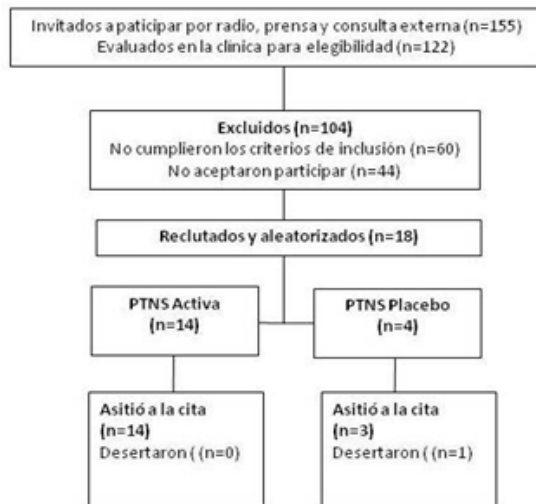 Invitados a paticipar por radio, prensa y consulta externa (n=155)
Evaluados en la clinica para elegibilidad (n=122)
Excluidos (n=104)
No cumplieron los criterios de inclusión (n=60)
No aceptaron participar (n=44)
Reclutados y aleatorizados (n=18)
PTNS Activa
(n=14)
PTNS Placebo
(n=4)
Asitió a la cita
(n=14)
Desertaron ( (n=0)
Asitió a la cita
(n=3)
Desertaron ( (n=1)